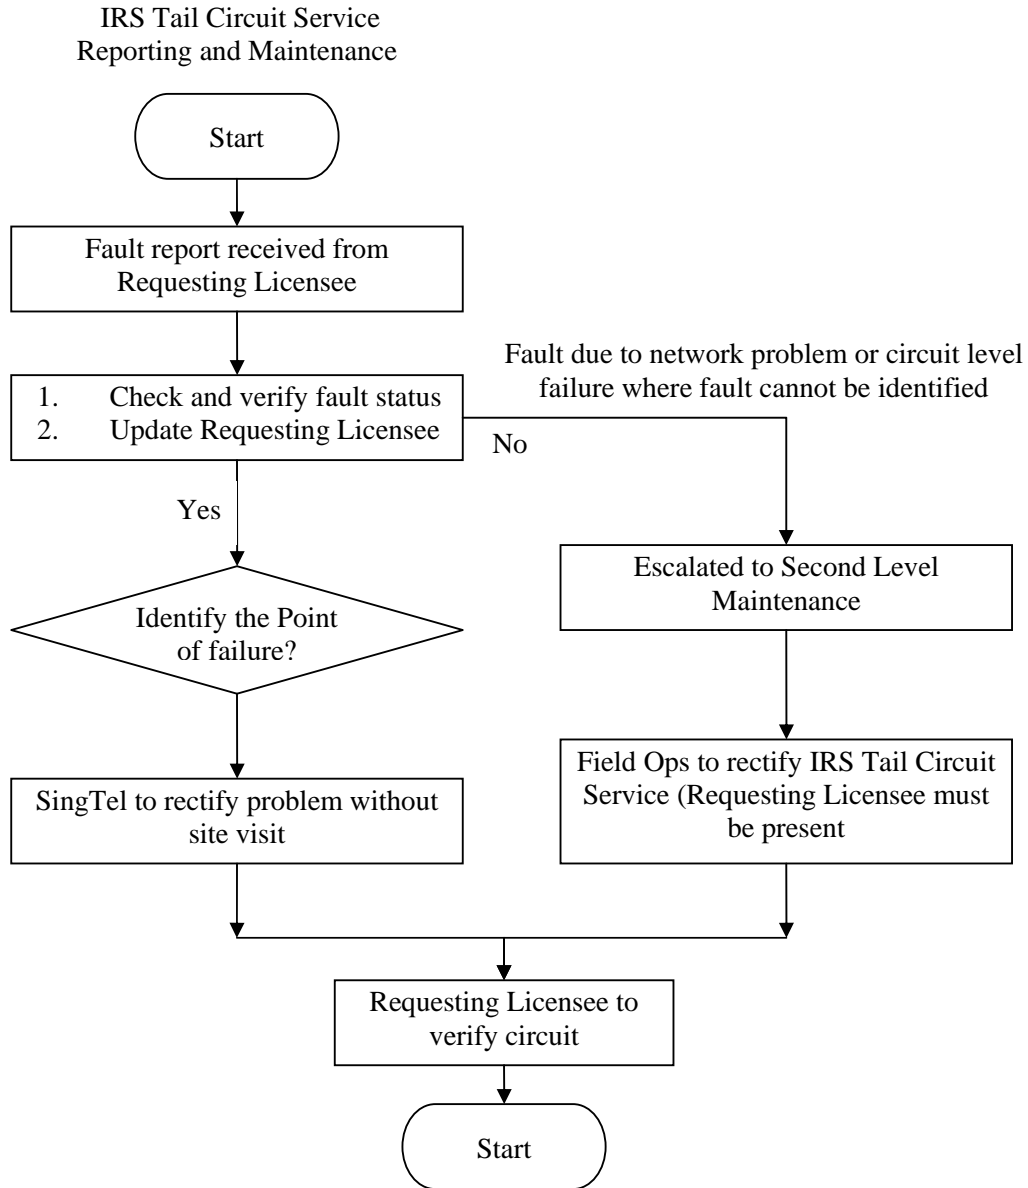 IRS Tail Circuit Service
Reporting and Maintenance
Start
Fault report received from
Requesting Licensee
Fault due to network problem or circuit level
failure where fault cannot be identified
1. Check and verify fault status
2. Update Requesting Licensee
No
Yes
Escalated to Second Level
Maintenance
Identify the Point
of failure?
Field Ops to rectify IRS Tail Circuit
Service (Requesting Licensee must
be present
SingTel to rectify problem without
site visit
Requesting Licensee to
verify circuit
Start